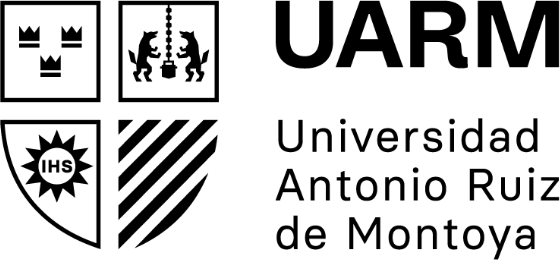 IHS
UARM
Universidad
Antonio Ruiz
de Montoya